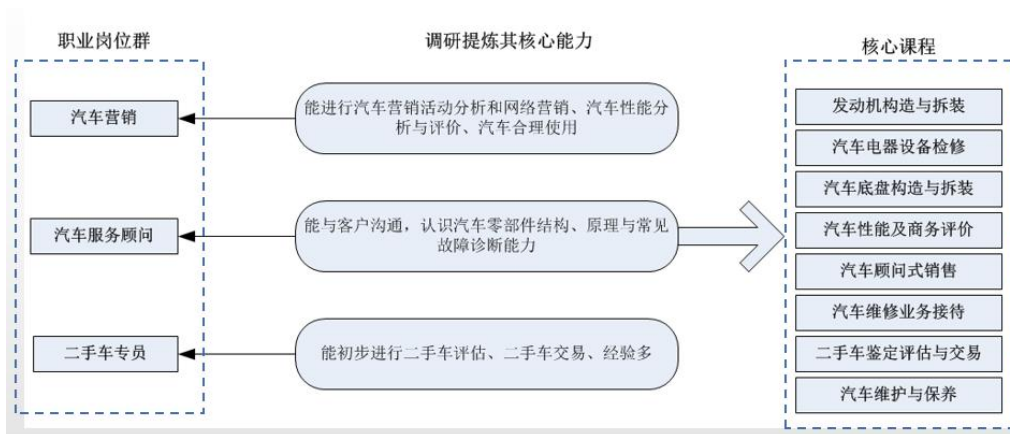 职业岗位群
调研提炼其核心能力
核心课程
汽车营销
能进行汽车营销活动分析和网络营销、汽车性能分
析与评价、汽车合理使用
汽车服务顾问
能与客户沟通，认识汽车零部件结构、原理与常见
故障诊断能力
二手车专员
能初步进行二手车评估、二手车交易、经验多
发动机构造与拆装
汽车电器设备检修
汽车底盘构造与拆装
汽车性能及商务评价
汽车顾问式销售
汽车维修业务接待
二手车鉴定评估与交易
汽车维护与保养